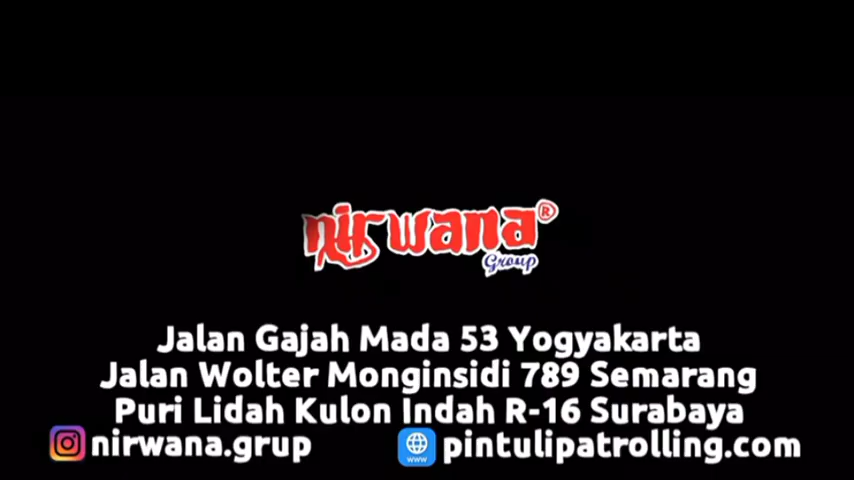 nirwana®
Group
Jalan Gajah Mada 53 Yogyakarta
Jalan Wolter Monginsidi 789 Semarang
Puri Lidah Kulon Indah R-16 Surabaya
nirwana.grup
www
pintulipatrolling.com